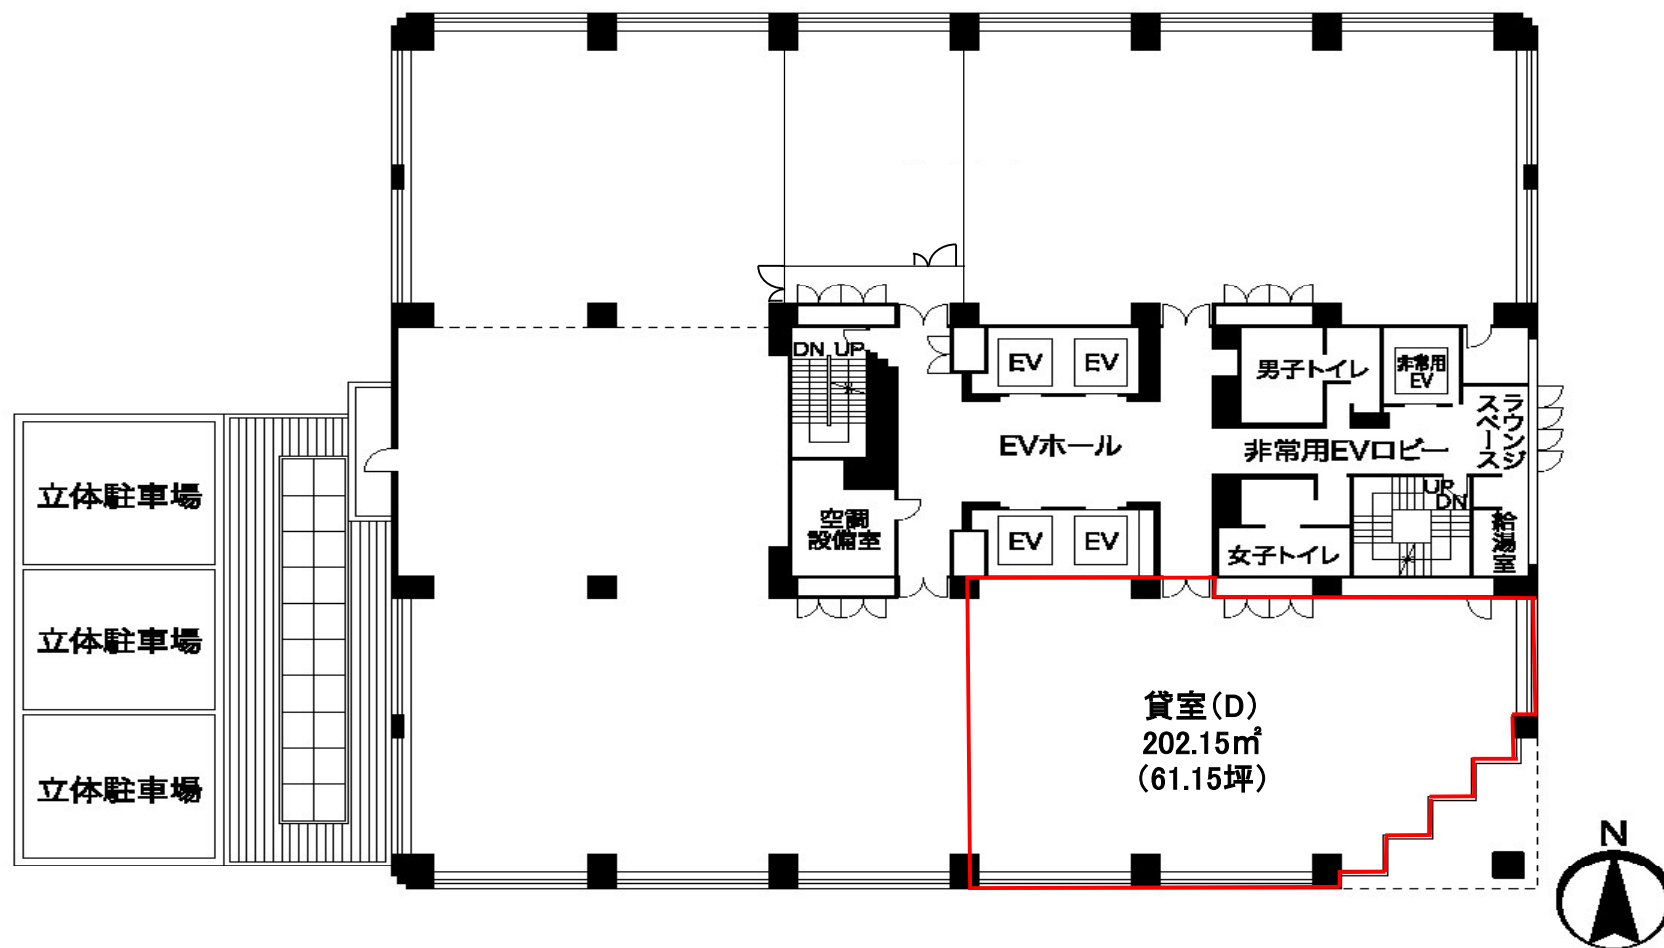 DN UP
EV
EV
男子トイレ
非常用
EV
ラウンジ
スペース
EVホール
非常用EVロビー
立体駐車場
UP
DN
空調
設備室
EV
EV
女子トイレ
給湯室
立体駐車場
貸室(D)
202.15㎡
(61.15坪)
立体駐車場
N